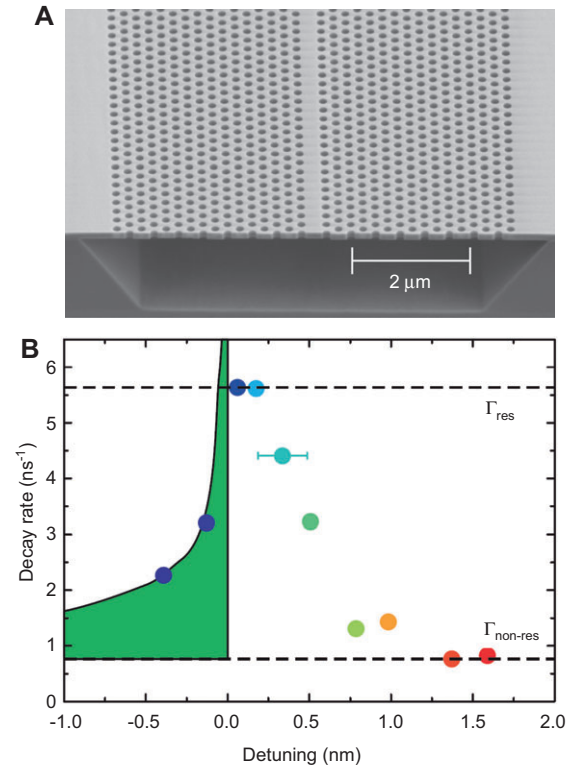 A
2 μm
B
Decay rate (ns⁻¹)
6
5
4
3
2
1
0
Γres
Γnon-res
-1.0 -0.5 0.0 0.5 1.0 1.5 2.0
Detuning (nm)